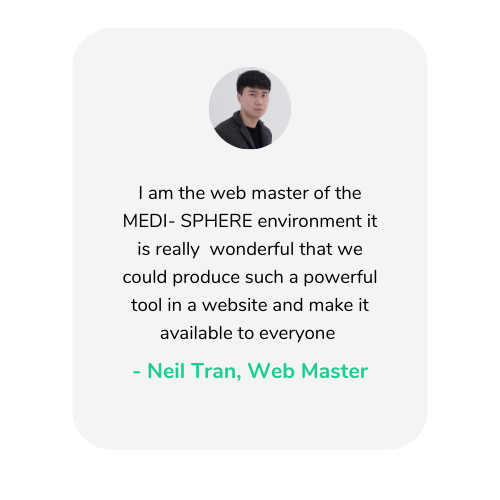 I am the web master of the
MEDI- SPHERE environment it
is really  wonderful that we
could produce such a powerful
tool in a website and make it
available to everyone
- Neil Tran, Web Master